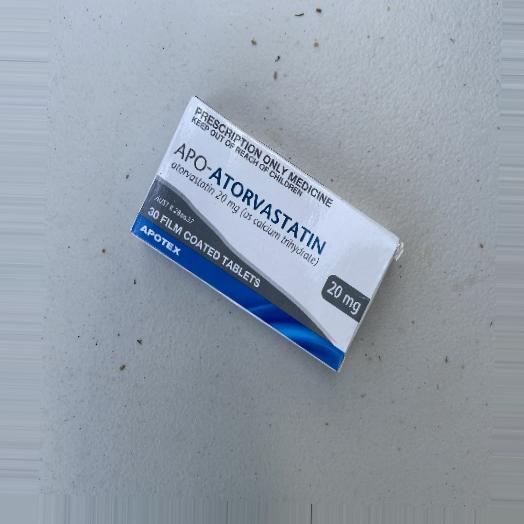 PRESCRIPTION ONLY MEDICINE
KEEP OUT OF REACH OF CHILDREN
APO-ATORVASTATIN
atorvastatin 20 mg (as calcium trihydrate)
AUST R
30 FILM COATED TABLETS
20 mg
APOTEX